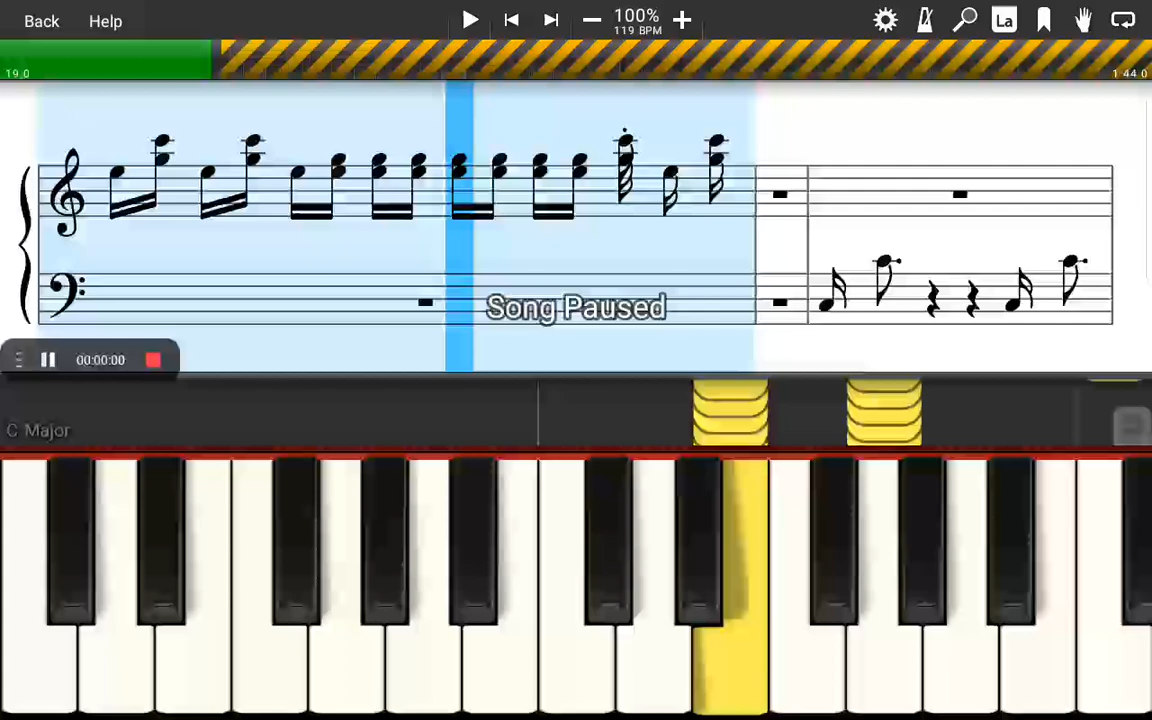 Back Help 100% La
119 BPM
19.0 1 44 0
Song Paused
00:00:00
C Major